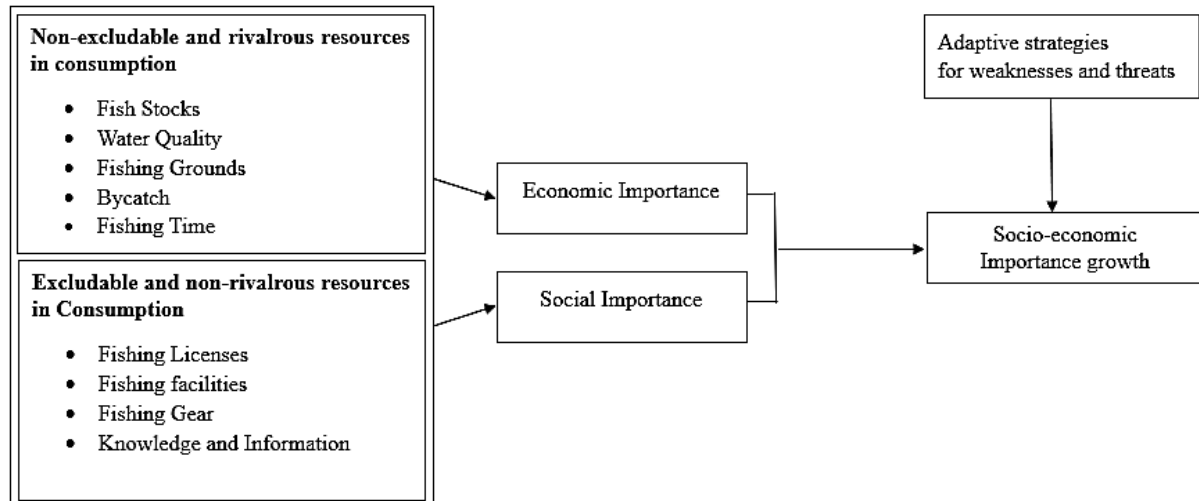 Non-excludable and rivalrous resources
in consumption
• Fish Stocks
• Water Quality
• Fishing Grounds
• Bycatch
• Fishing Time
Excludable and non-rivalrous resources
in Consumption
• Fishing Licenses
• Fishing facilities
• Fishing Gear
• Knowledge and Information
Economic Importance
Social Importance
Adaptive strategies
for weaknesses and threats
Socio-economic
Importance growth